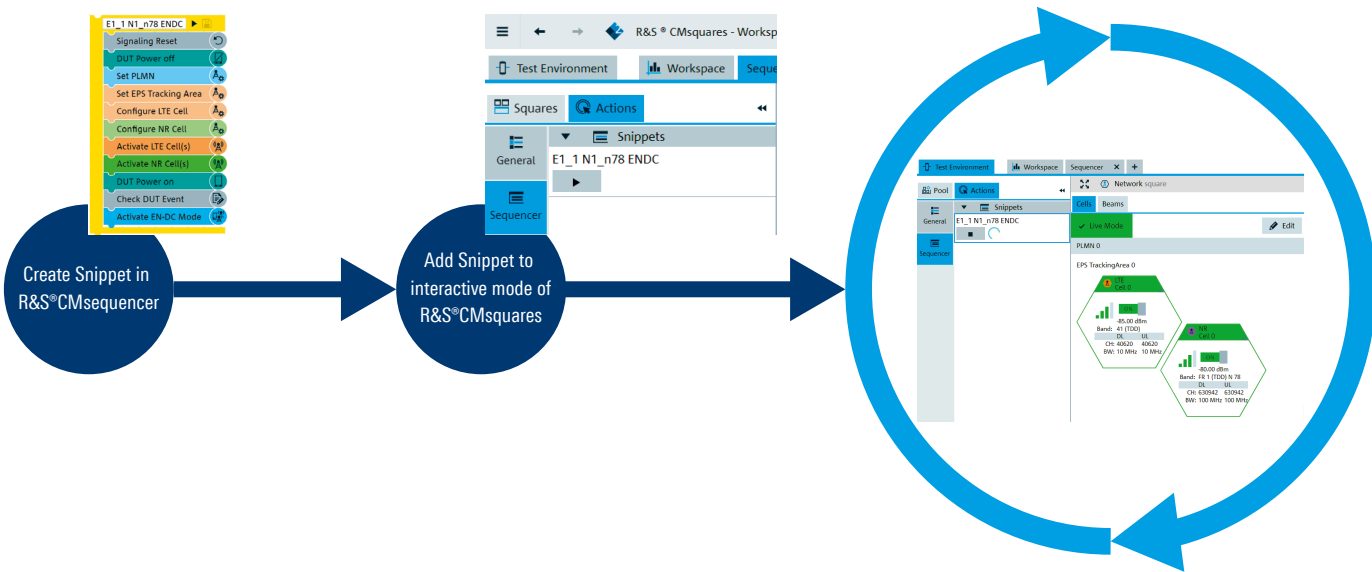 E1_1 N1_n78 ENDC
Signaling Reset
DUT Power off
Set PLMN
Set EPS Tracking Area
Configure LTE Cell
Configure NR Cell
Activate LTE Cell(s)
Activate NR Cell(s)
DUT Power on
Check DUT Event
Activate EN-DC Mode
Create Snippet in
R&S®CMsequencer
R&S ® CMsquares - Worksp
Test Environment Workspace Seque
Squares Actions
Snippets
General
E1_1 N1_n78 ENDC
Sequencer
Add Snippet to
interactive mode of
R&S®CMsquares
Test Environment Workspace Sequencer
Pool Actions Network square
Snippets Cells Beams
General
E1_1 N1_n78 ENDC
Live Mode Edit
Sequencer
PLMN 0
EPS TrackingArea 0
LTE
Cell 0
ON
-85.00 dBm
Band: 41 (TDD)
DL UL
CH: 40620 40620
BW: 10 MHz 10 MHz
NR
Cell 0
ON
-80.00 dBm
Band: FR 1 (TDD) N 78
DL UL
CH: 630942 630942
BW: 100 MHz 100 MHz